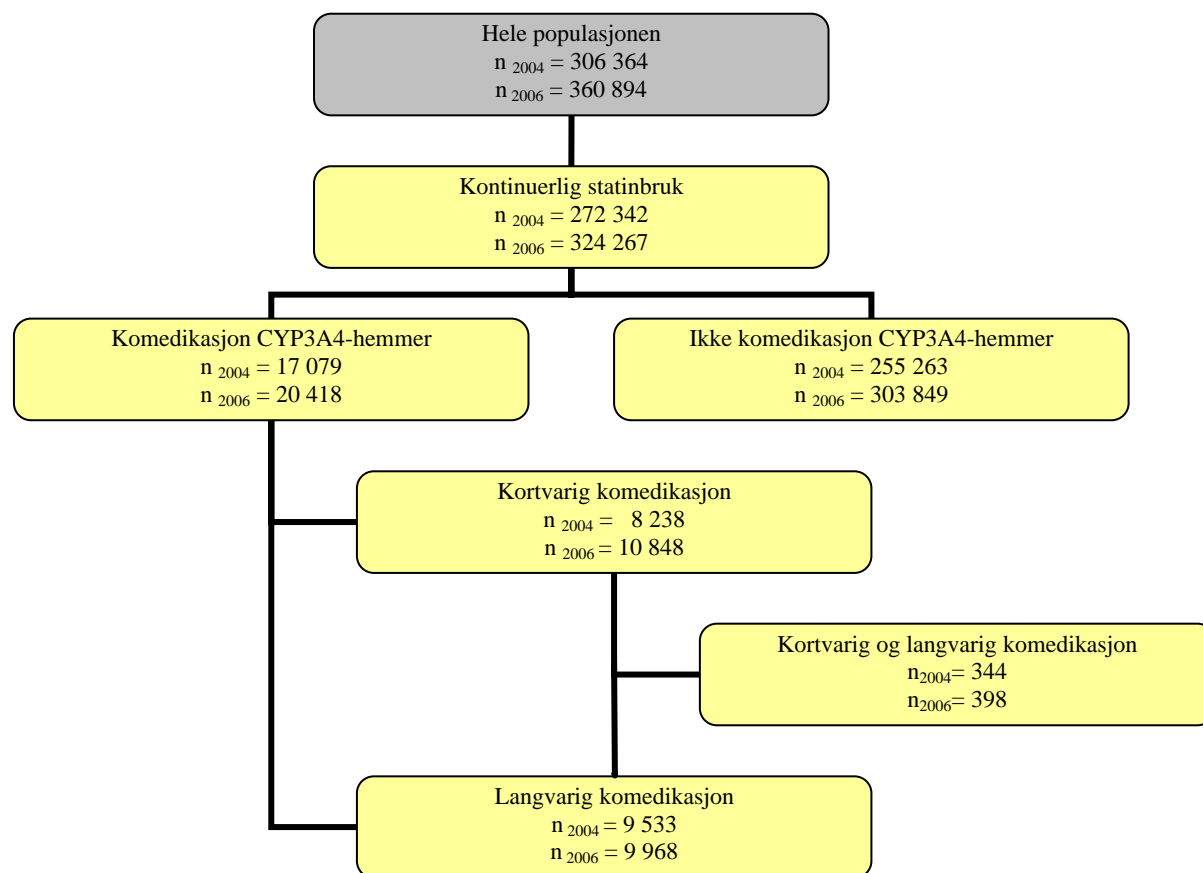 Hele populasjonen
n 2004 = 306 364
n 2006 = 360 894
Kontinuerlig statinbruk
n 2004 = 272 342
n 2006 = 324 267
Komedikasjon CYP3A4-hemmer
n 2004 = 17 079
n 2006 = 20 418
Ikke komedikasjon CYP3A4-hemmer
n 2004 = 255 263
n 2006 = 303 849
Kortvarig komedikasjon
n 2004 = 8 238
n 2006 = 10 848
Kortvarig og langvarig komedikasjon
n2004= 344
n2006= 398
Langvarig komedikasjon
n 2004 = 9 533
n 2006 = 9 968